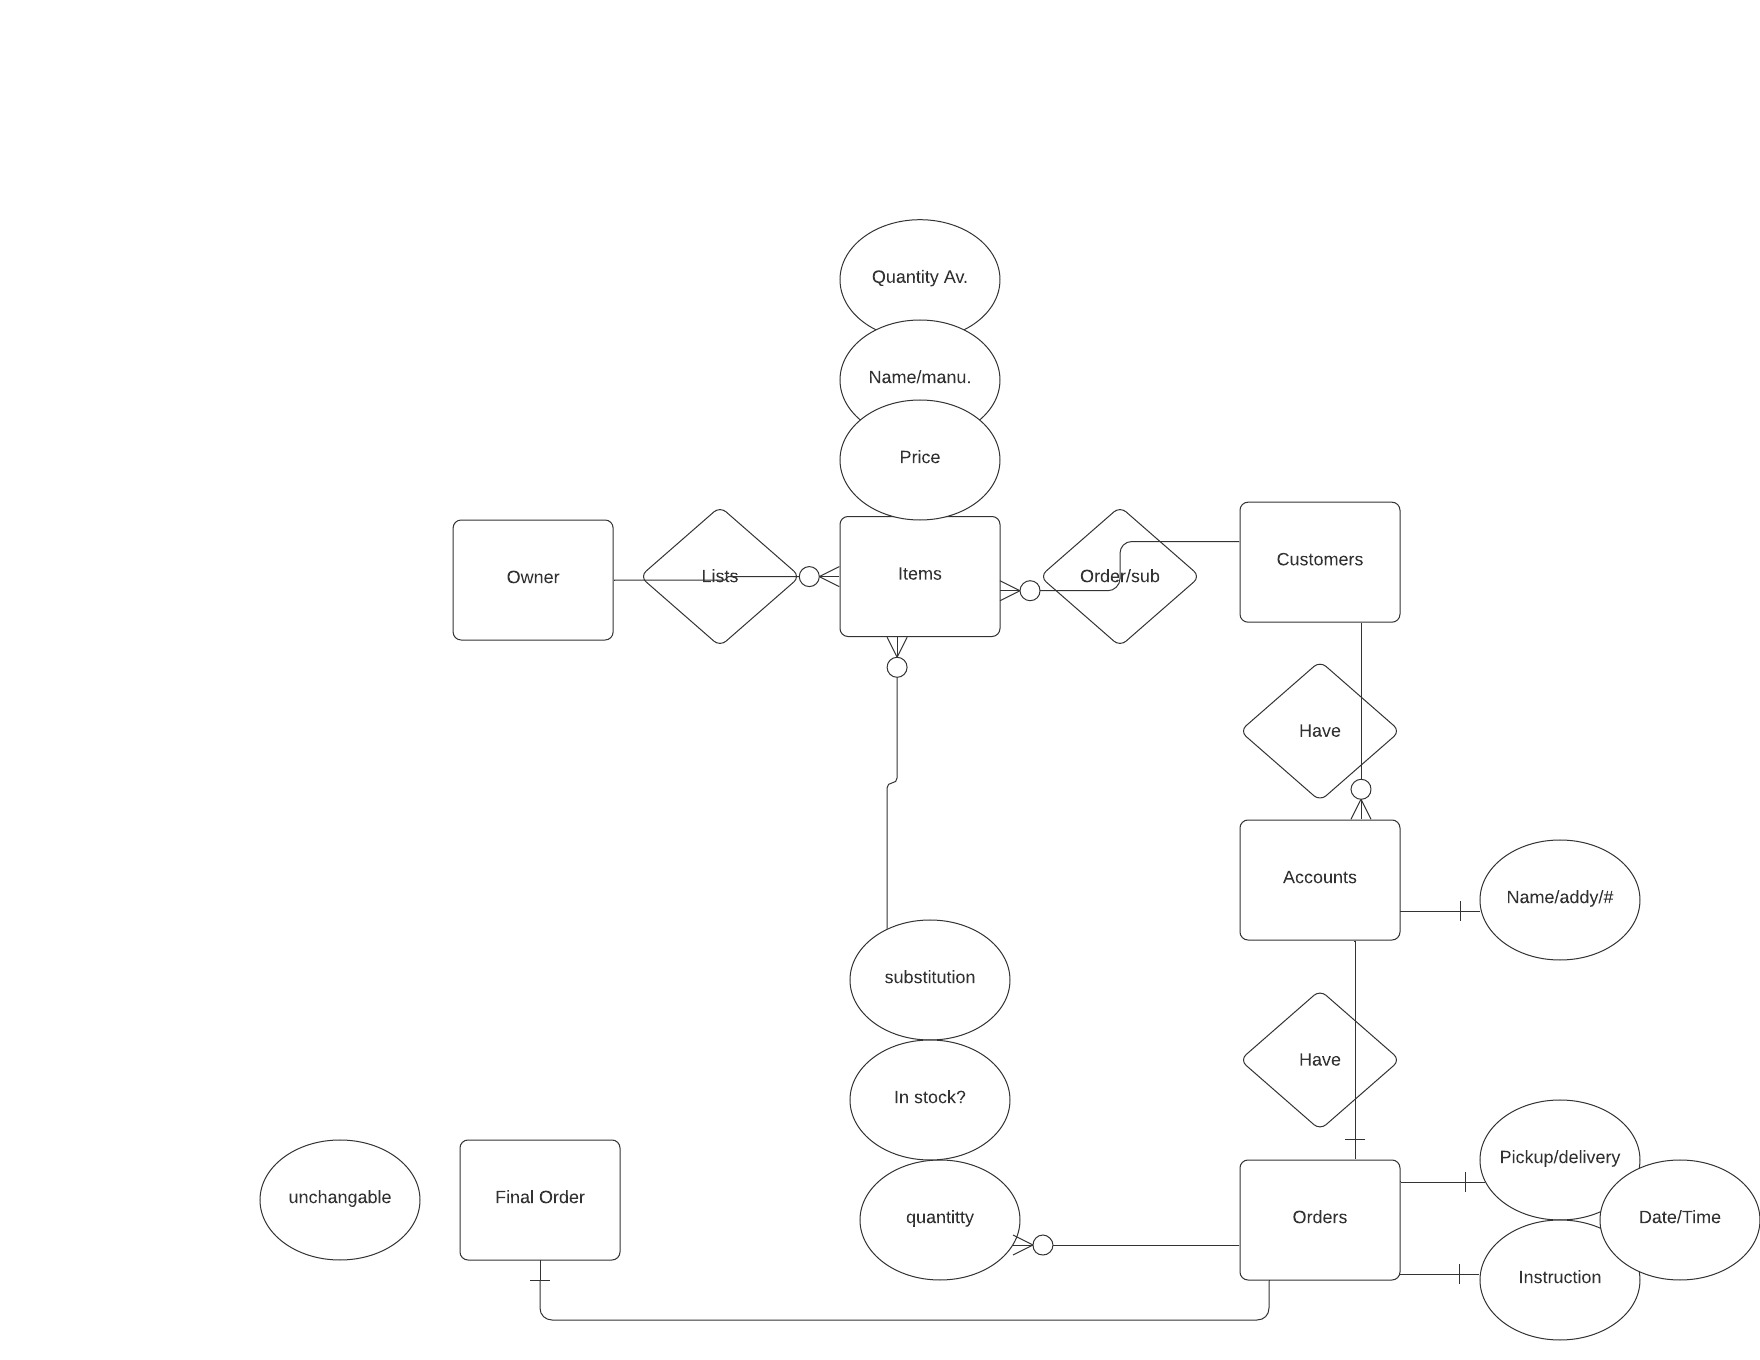 Quantity Av.
Name/manu.
Price
Owner
Lists
Items
Order/sub
Customers
Have
Accounts
Name/addy/#
substitution
Have
In stock?
Pickup/delivery
unchangable
Final Order
quantitty
Orders
Date/Time
Instruction